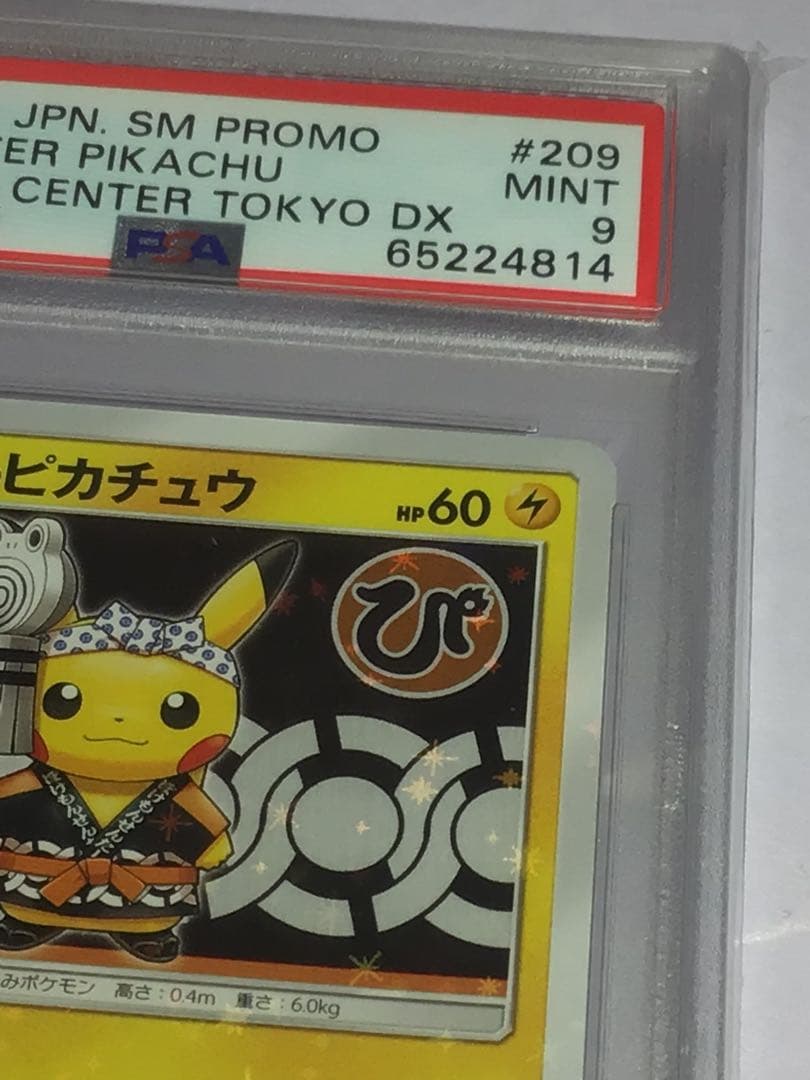 JPN. SM PROMO #209
ER PIKACHU MINT
CENTER TOKYO DX 9
PSA 65224814
ピカチュウ HP60
ぴ
みポケモン 高さ:0.4m 重さ:6.0kg